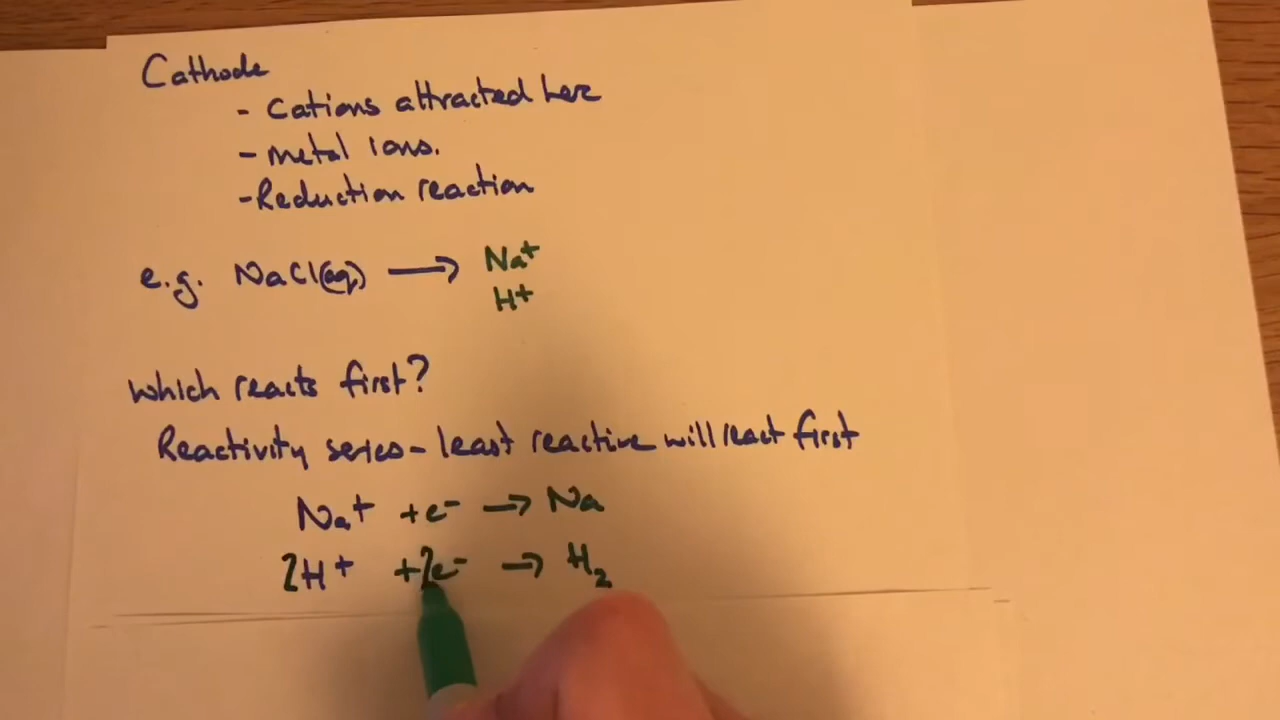 Cathode
- Cations attracted here
- metal ions.
- Reduction reaction
e.g. NaCl(aq) → Na⁺
H⁺
Which reacts first?
Reactivity series - least reactive will react first
Na⁺ + e⁻ → Na
2H⁺ + 2e⁻ → H₂